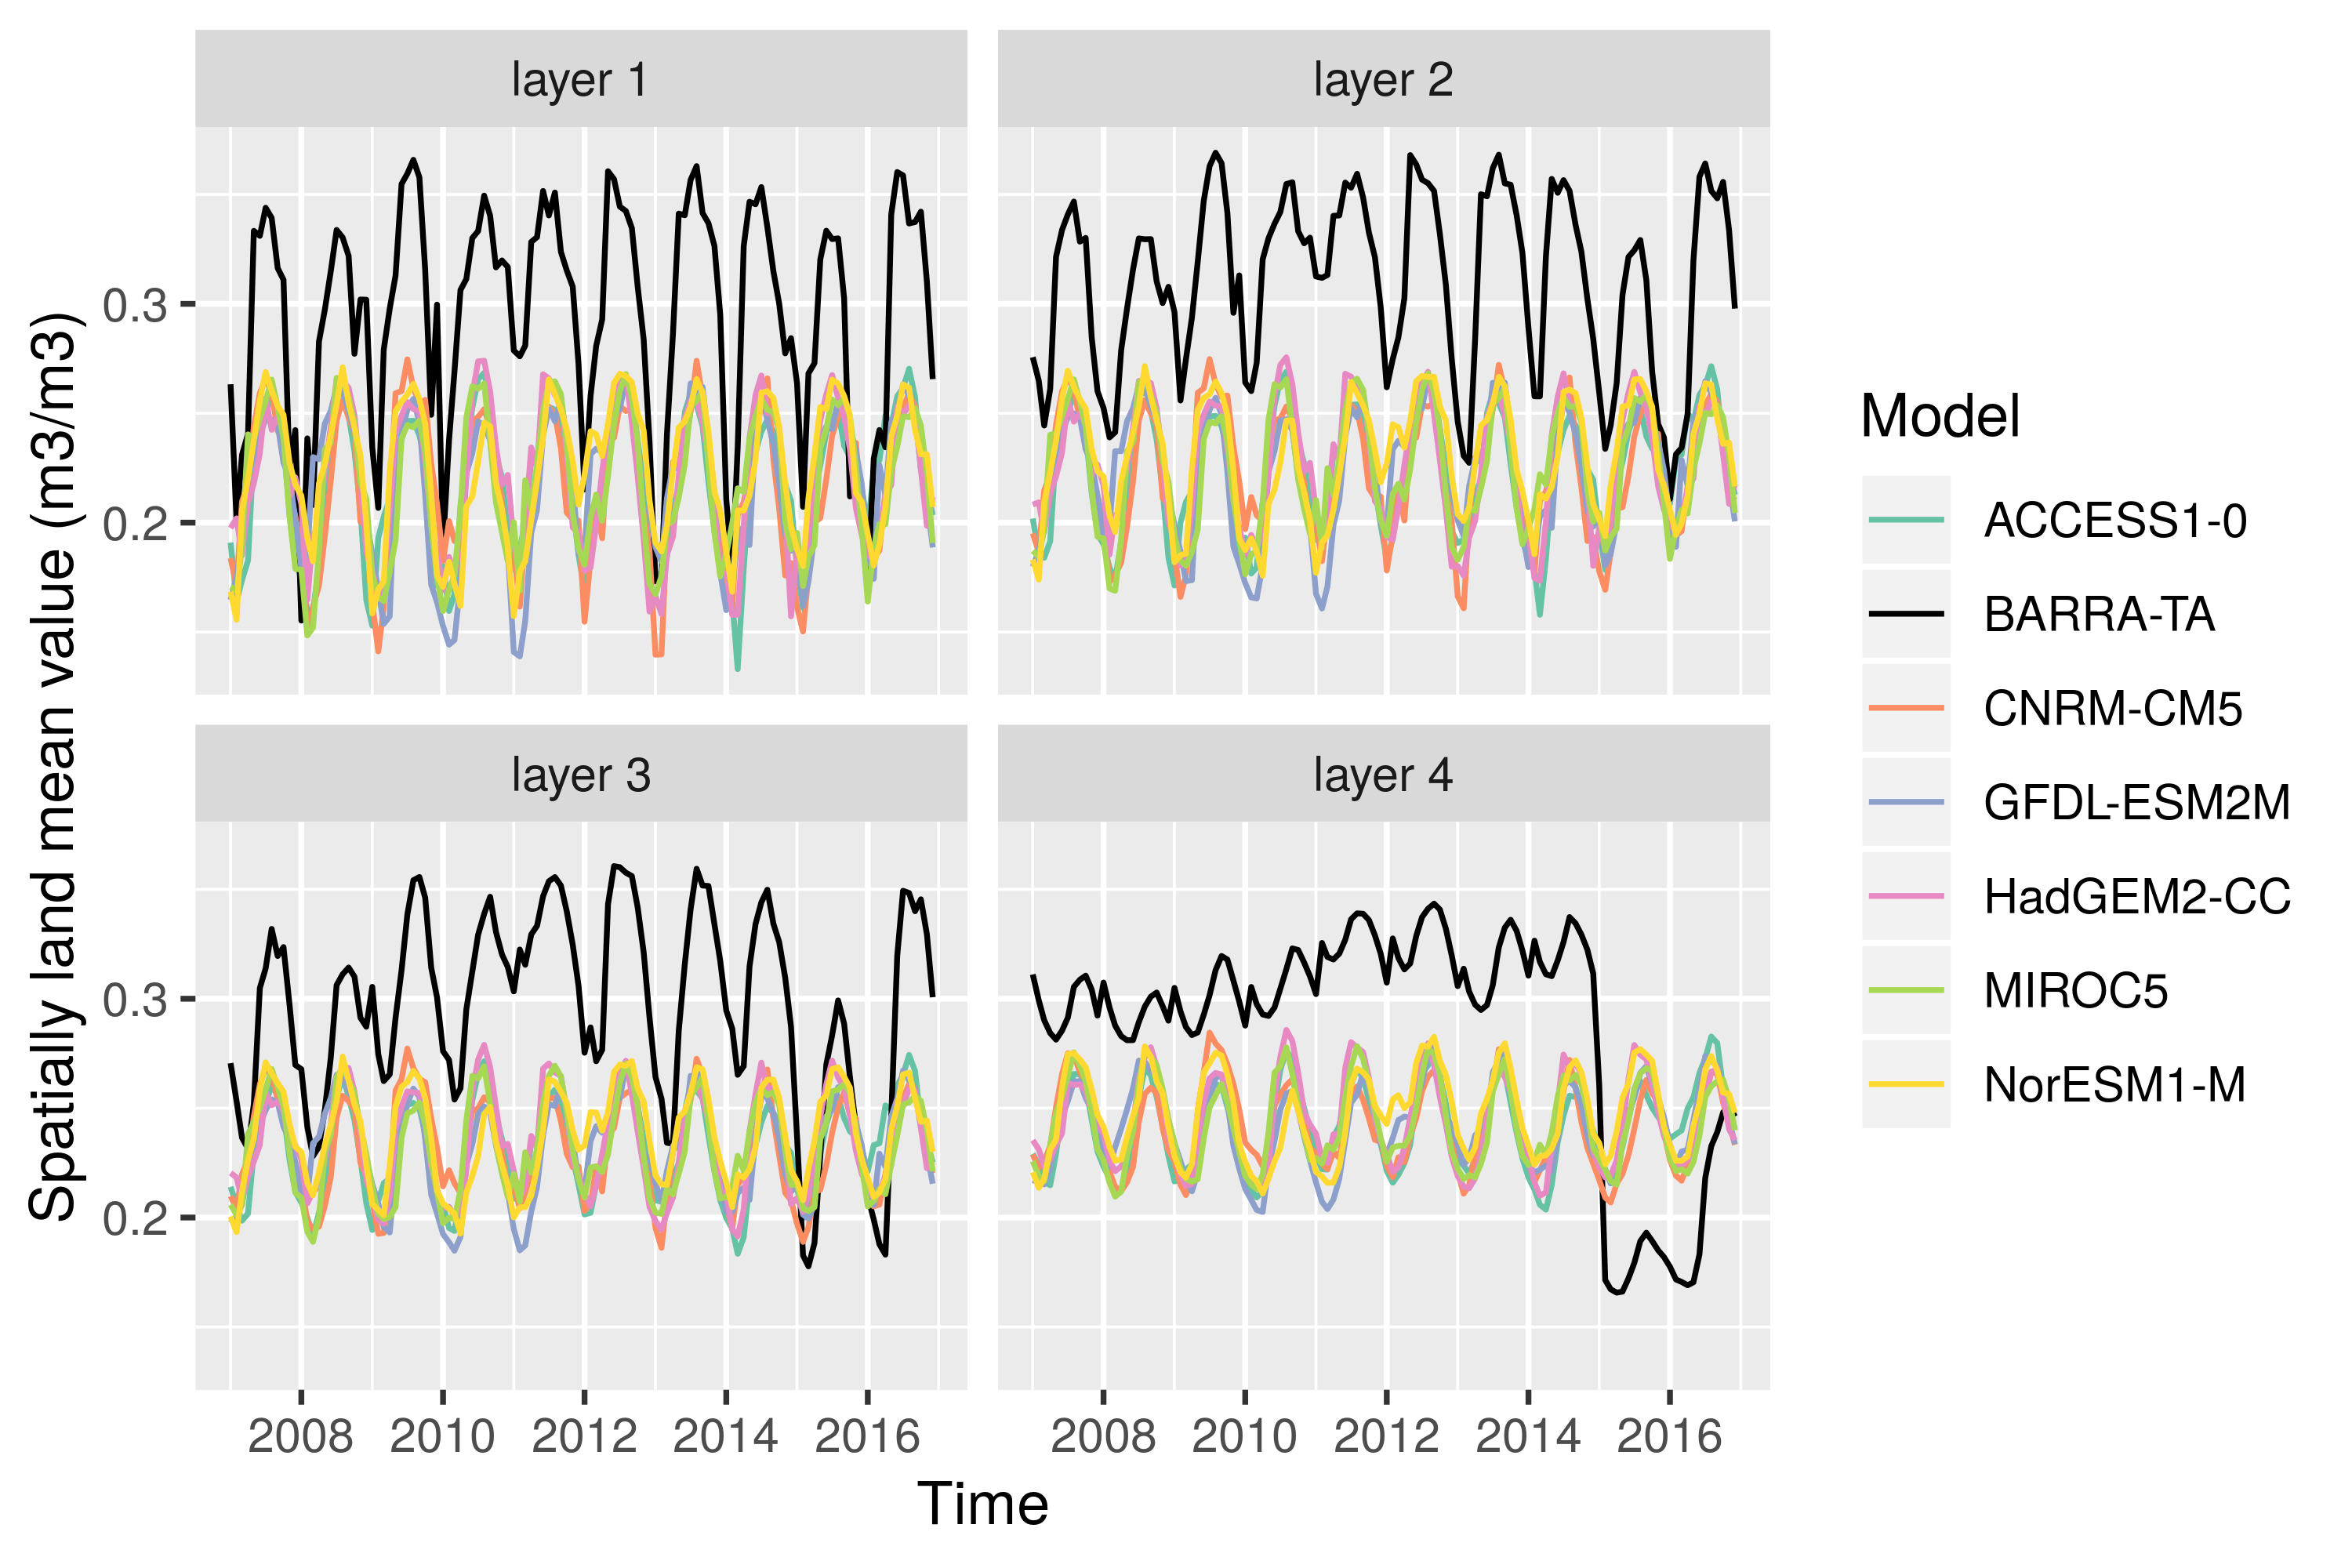 layer 1
layer 2
0.3
0.2
layer 3
layer 4
0.3
0.2
2008 2010 2012 2014 2016
2008 2010 2012 2014 2016
Time
Spatially land mean value (m3/m3)
Model
ACCESS1-0
BARRA-TA
CNRM-CM5
GFDL-ESM2M
HadGEM2-CC
MIROC5
NorESM1-M